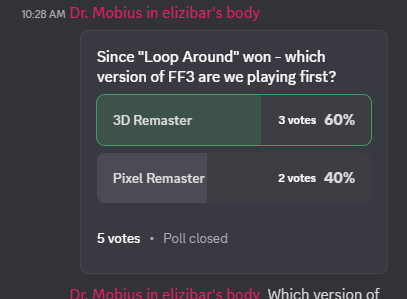 10:28 AM Dr. Mobius in elizibar's body
Since "Loop Around" won - which
version of FF3 are we playing first?
3D Remaster 3 votes 60%
Pixel Remaster 2 votes 40%
5 votes • Poll closed
Dr. Mobius in elizibar's body Which version of